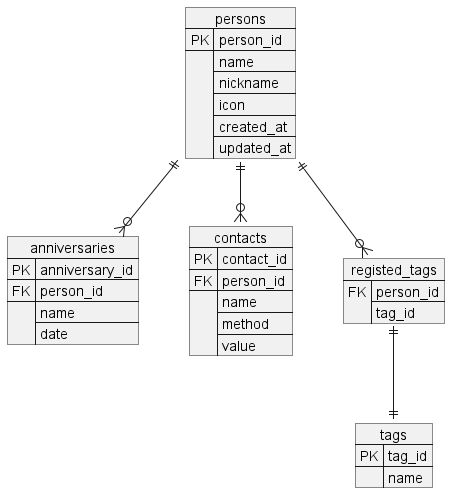 persons
PK person_id
name
nickname
icon
created_at
updated_at
anniversaries
PK anniversary_id
FK person_id
name
date
contacts
PK contact_id
FK person_id
name
method
value
registed_tags
FK person_id
tag_id
tags
PK tag_id
name